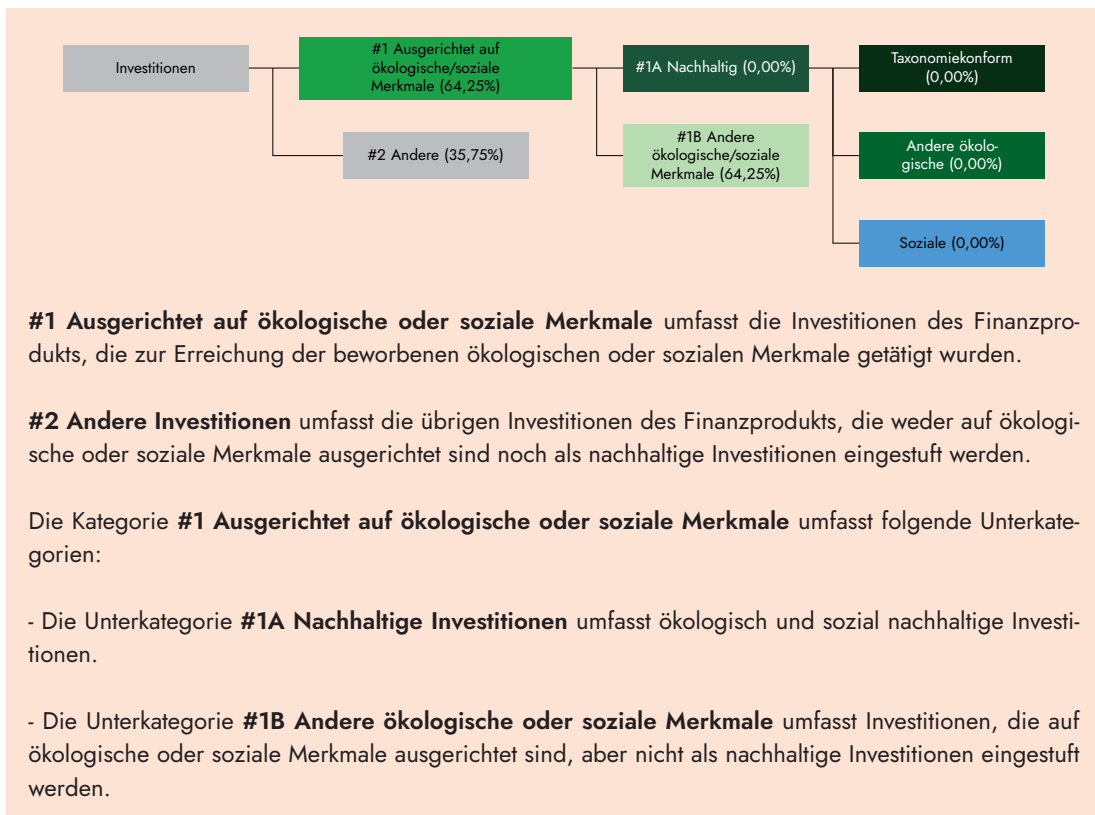 Investitionen
#1 Ausgerichtet auf
ökologische/soziale
Merkmale (64,25%)
#1A Nachhaltig (0,00%)
Taxonomiekonform
(0,00%)
#2 Andere (35,75%)
#1B Andere
ökologische/soziale
Merkmale (64,25%)
Andere ökolo-
gische (0,00%)
Soziale (0,00%)
#1 Ausgerichtet auf ökologische oder soziale Merkmale umfasst die Investitionen des Finanzpro-
dukts, die zur Erreichung der beworbenen ökologischen oder sozialen Merkmale getätigt wurden.
#2 Andere Investitionen umfasst die übrigen Investitionen des Finanzprodukts, die weder auf ökologi-
sche oder soziale Merkmale ausgerichtet sind noch als nachhaltige Investitionen eingestuft werden.
Die Kategorie #1 Ausgerichtet auf ökologische oder soziale Merkmale umfasst folgende Unterkate-
gorien:
- Die Unterkategorie #1A Nachhaltige Investitionen umfasst ökologisch und sozial nachhaltige Investi-
tionen.
- Die Unterkategorie #1B Andere ökologische oder soziale Merkmale umfasst Investitionen, die auf
ökologische oder soziale Merkmale ausgerichtet sind, aber nicht als nachhaltige Investitionen eingestuft
werden.